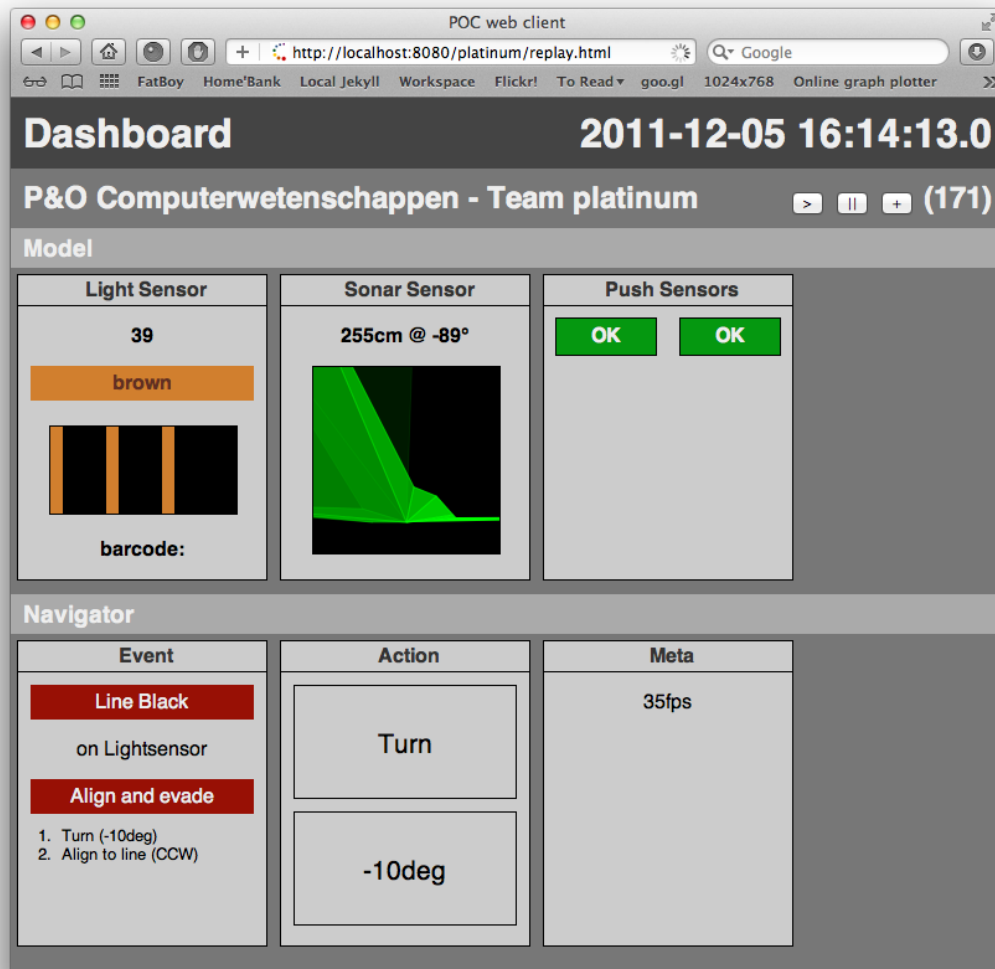 POC web client
http://localhost:8080/platinum/replay.html
Google
FatBoy Home'Bank Local Jekyll Workspace Flickr! To Read goo.gl 1024x768 Online graph plotter
Dashboard 2011-12-05 16:14:13.0
P&O Computerwetenschappen - Team platinum > || + (171)
Model
Light Sensor Sonar Sensor Push Sensors
39 255cm @ -89° OK OK
brown
barcode:
Navigator
Event Action Meta
Line Black 35fps
on Lightsensor Turn
Align and evade
1. Turn (-10deg)
2. Align to line (CCW)
-10deg